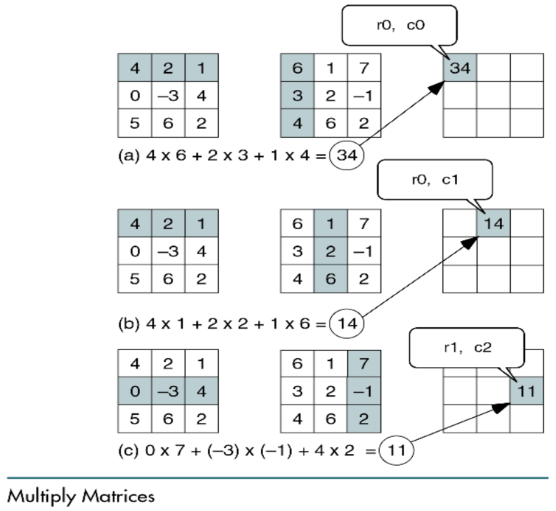 r0, c0
4 2 1 6 1 7 34
0 –3 4 3 2 –1
5 6 2 4 6 2
(a) 4 x 6 + 2 x 3 + 1 x 4 = 34
r0, c1
4 2 1 6 1 7 14
0 –3 4 3 2 –1
5 6 2 4 6 2
(b) 4 x 1 + 2 x 2 + 1 x 6 = 14
r1, c2
4 2 1 6 1 7
0 –3 4 3 2 –1 11
5 6 2 4 6 2
(c) 0 x 7 + (–3) x (–1) + 4 x 2 = 11
Multiply Matrices